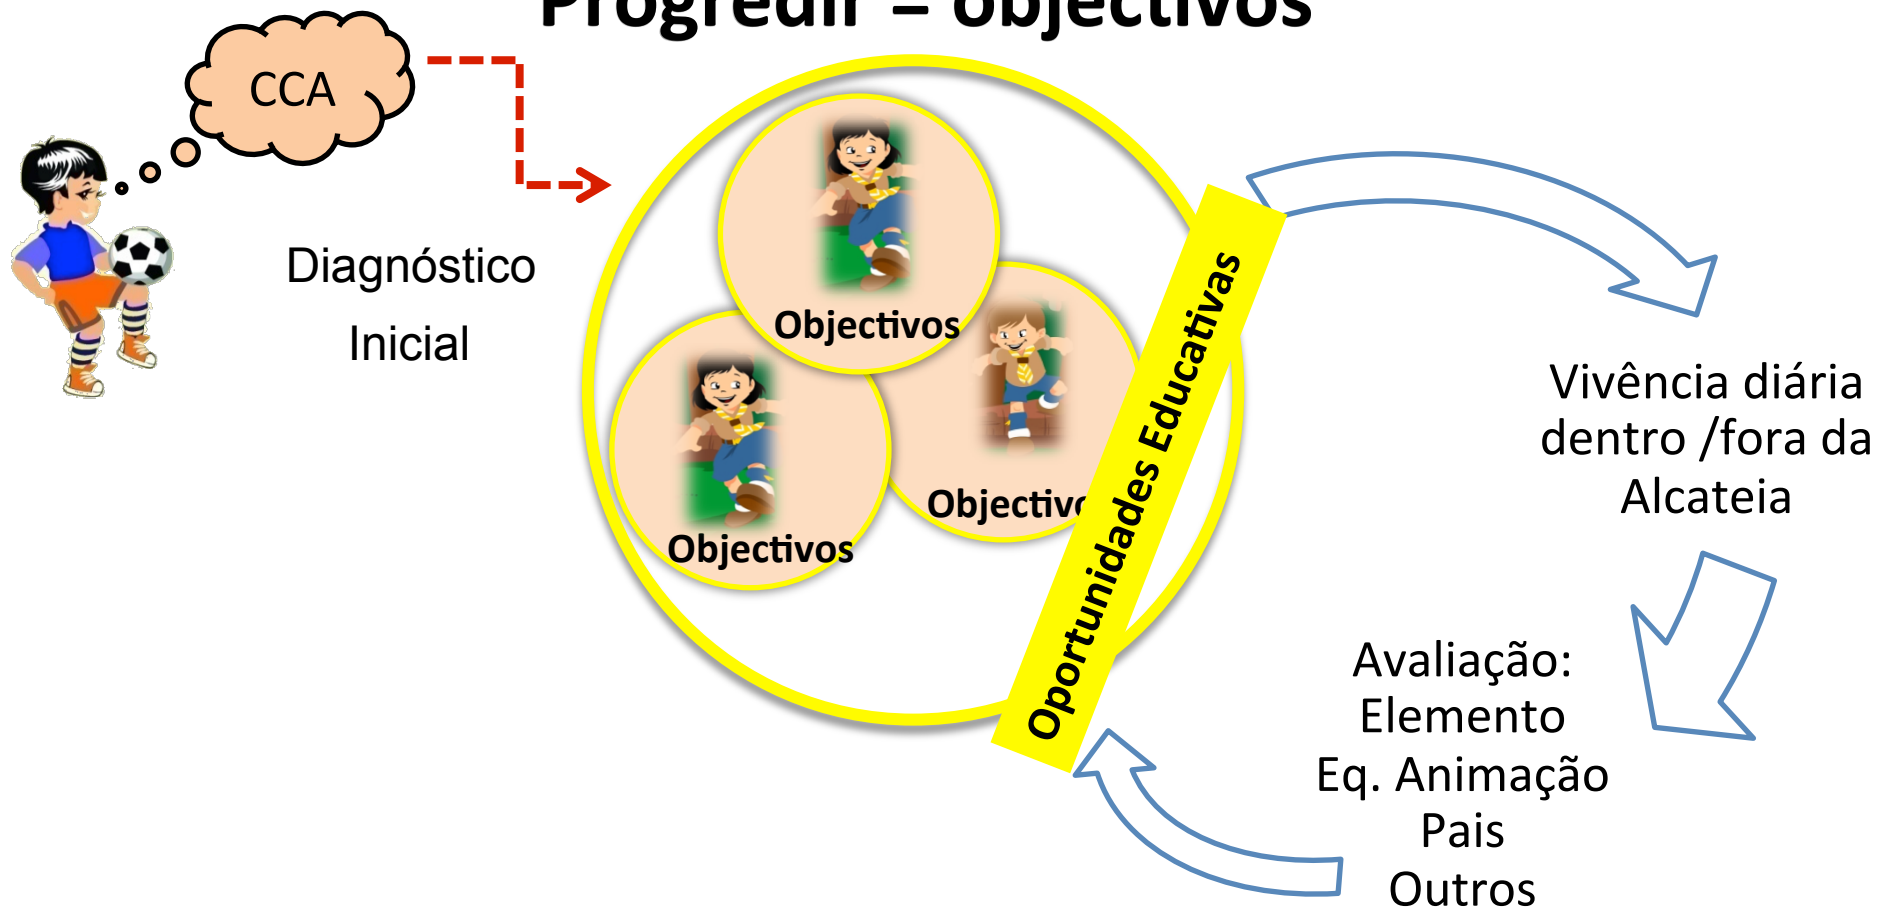 Progredir = objectivos
CCA
Diagnóstico
Inicial
Objectivos
Objectivos
Objectivo
Oportunidades Educativas
Vivência diária
dentro /fora da
Alcateia
Avaliação:
Elemento
Eq. Animação
Pais
Outros